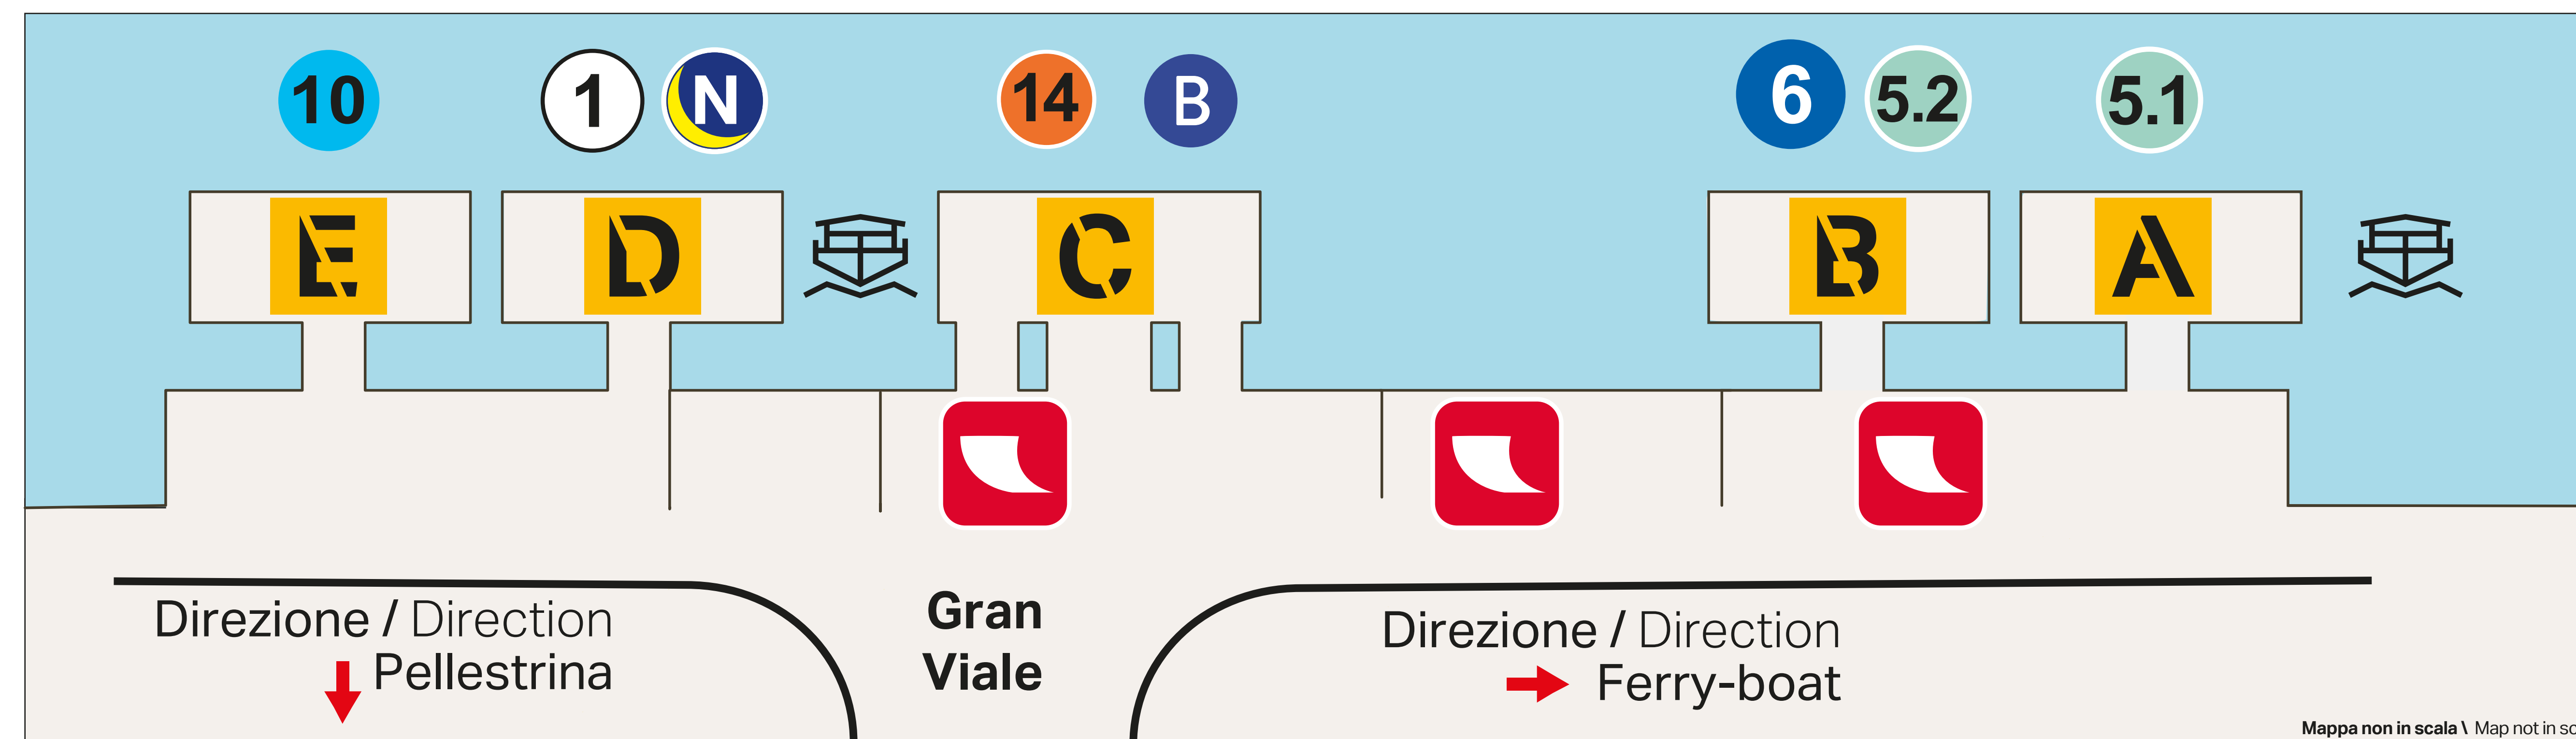 10 1 N 14 B 6 5.2 5.1
E D C B A
Direzione / Direction
Pellestrina
Gran
Viale
Direzione / Direction
Ferry-boat
Mappa non in scala \ Map not in